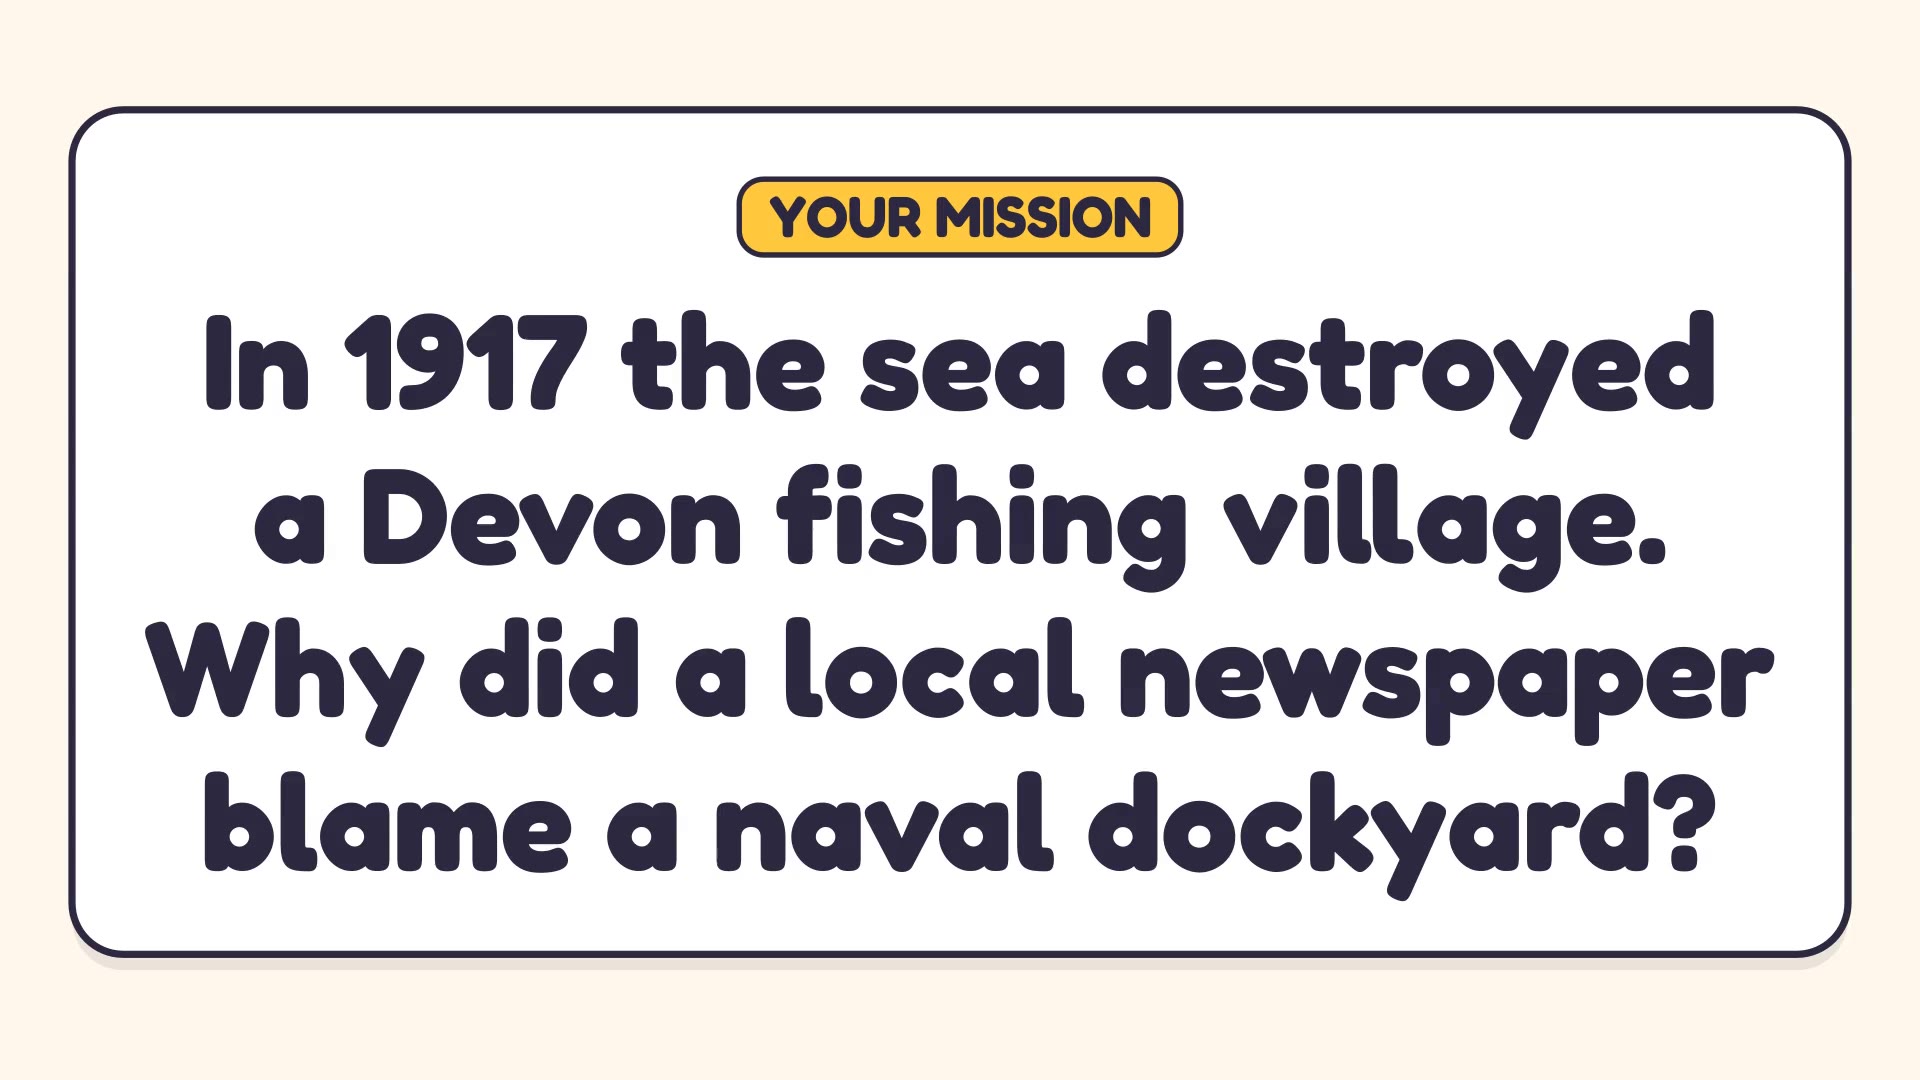 YOUR MISSION
In 1917 the sea destroyed
a Devon fishing village.
Why did a local newspaper
blame a naval dockyard?